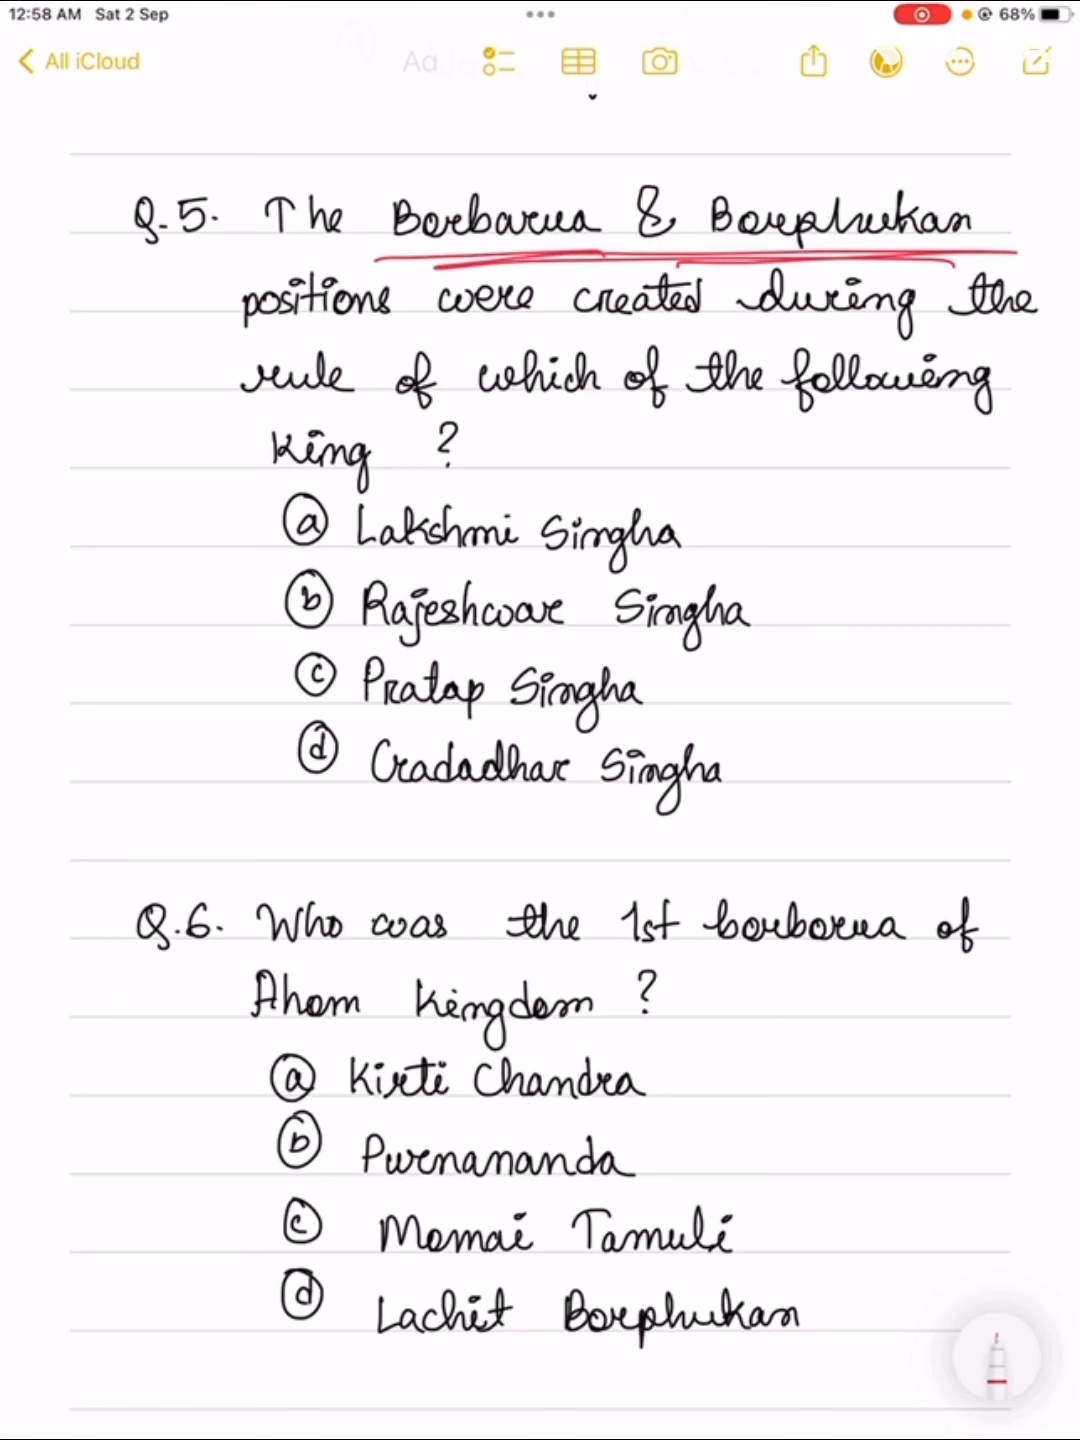 12:58 AM Sat 2 Sep 68%
All iCloud
Q.5. The Borbarua & Borphukan
positions were created during the
rule of which of the following
King ?
(a) Lakshmi Singha
(b) Rajeshwar Singha
(c) Pratap Singha
(d) Gadadhar Singha
Q.6. Who was the 1st borborua of
Ahom Kingdom ?
(a) Kirti Chandra
(b) Purnananda
(c) Momai Tamuli
(d) Lachit Borphukan